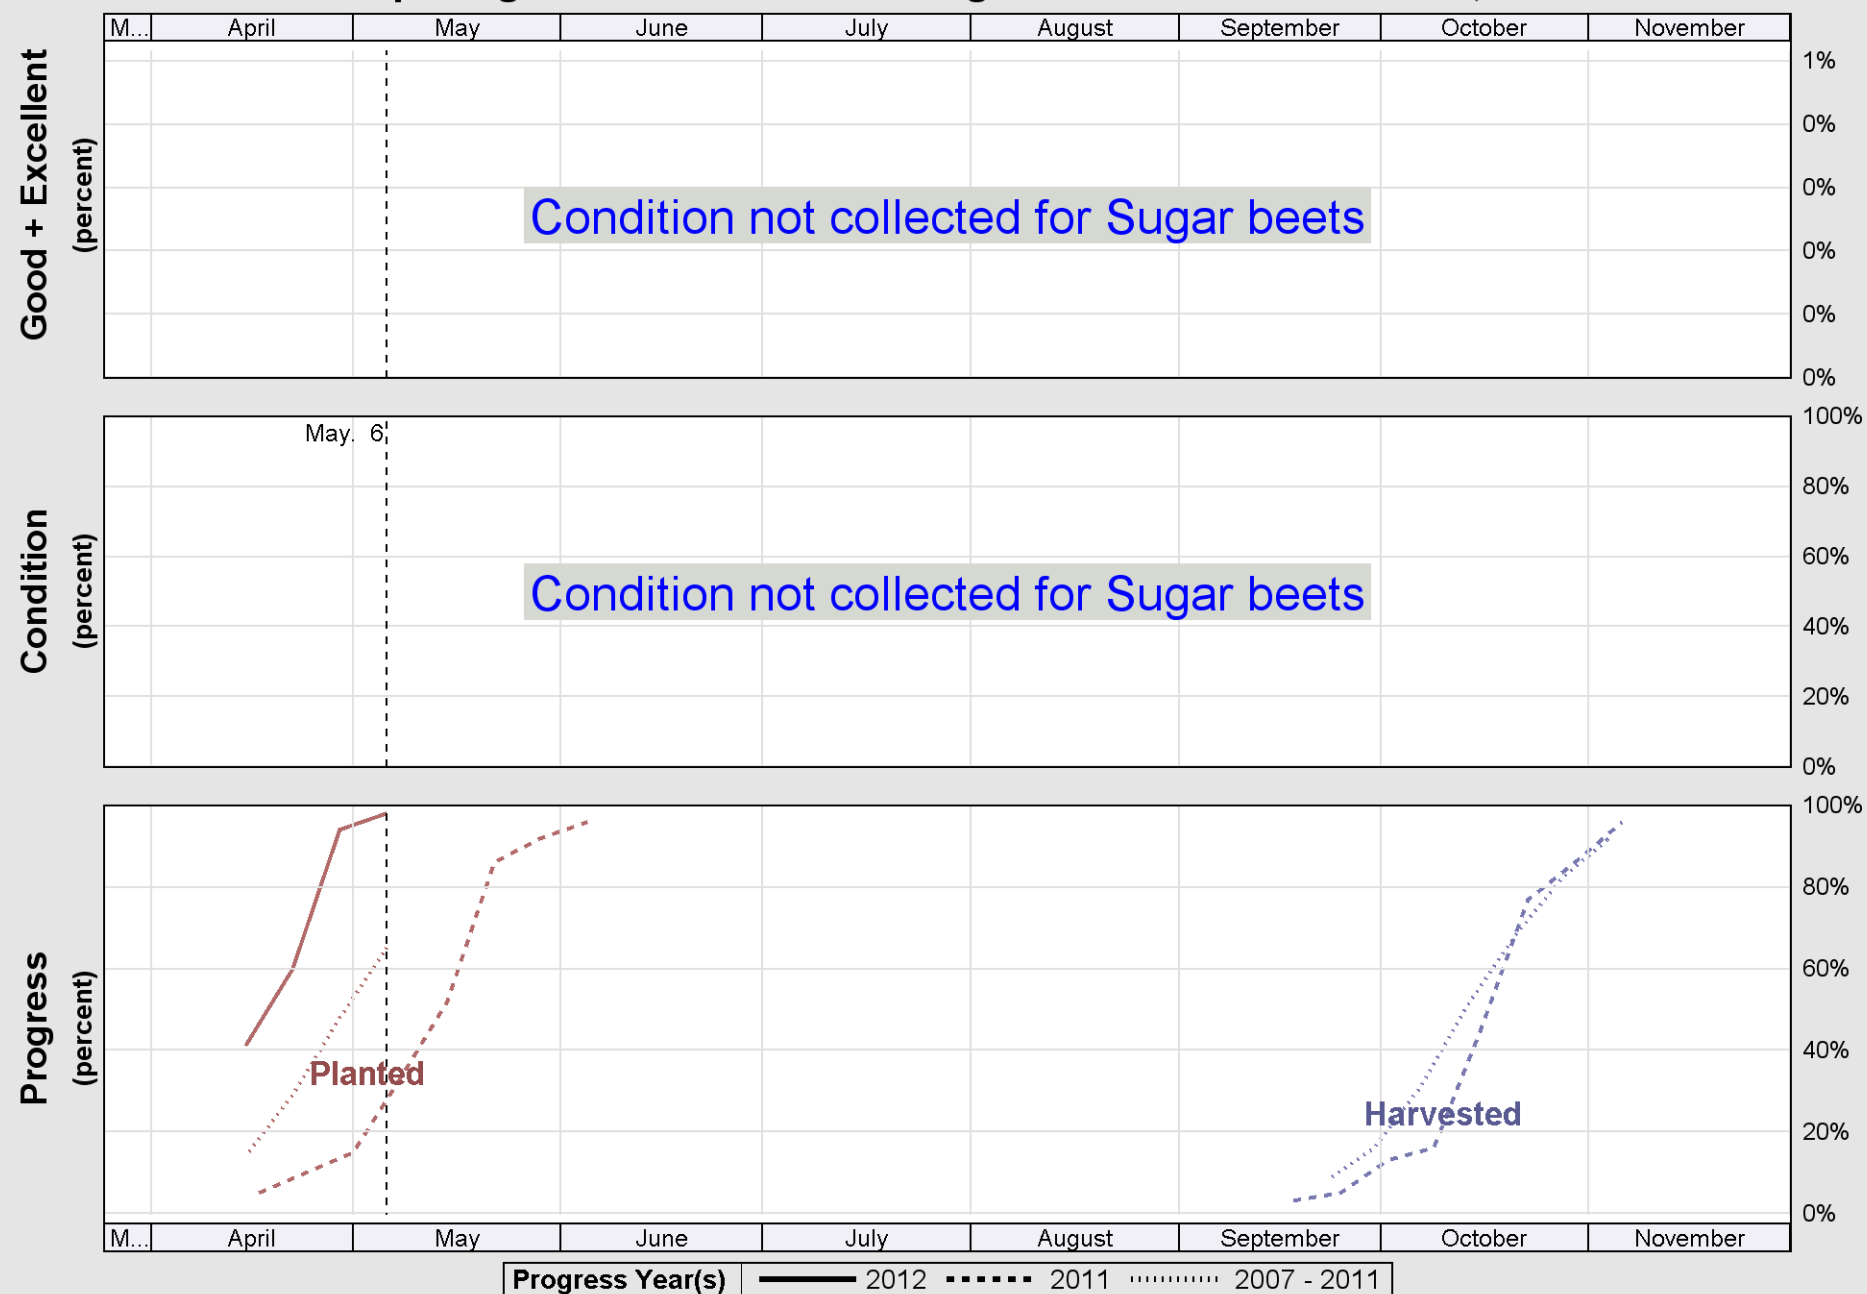 M... April May June July August September October November
Good + Excellent
(percent)
1%
0%
0%
0%
0%
0%
Condition not collected for Sugar beets
Condition
(percent)
May. 6
100%
80%
60%
40%
20%
0%
Condition not collected for Sugar beets
Progress
(percent)
100%
80%
60%
40%
20%
0%
Planted
Harvested
M... April May June July August September October November
Progress Year(s) 2012 2011 2007 - 2011